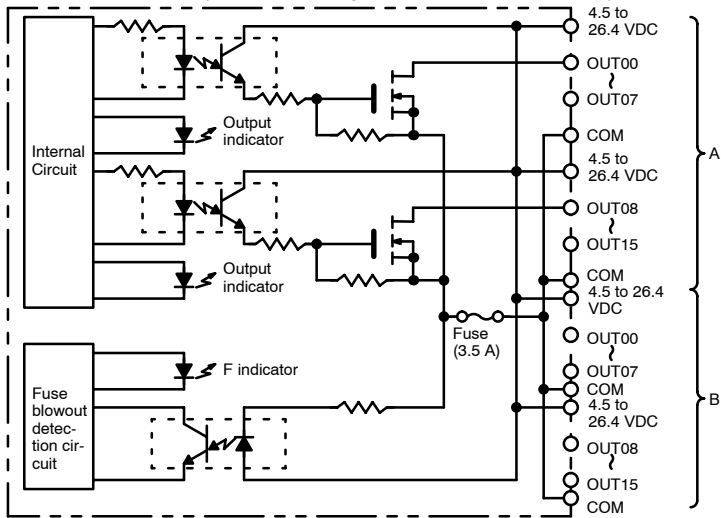 4.5 to
26.4 VDC
OUT00
~
OUT07
Output
indicator
COM
Internal
Circuit
4.5 to
26.4 VDC
A
OUT08
~
OUT15
Output
indicator
COM
4.5 to 26.4
VDC
Fuse
(3.5 A)
OUT00
~
OUT07
F indicator
COM
Fuse
blowout
detec-
tion cir-
cuit
4.5 to
26.4 VDC
B
OUT08
~
OUT15
COM